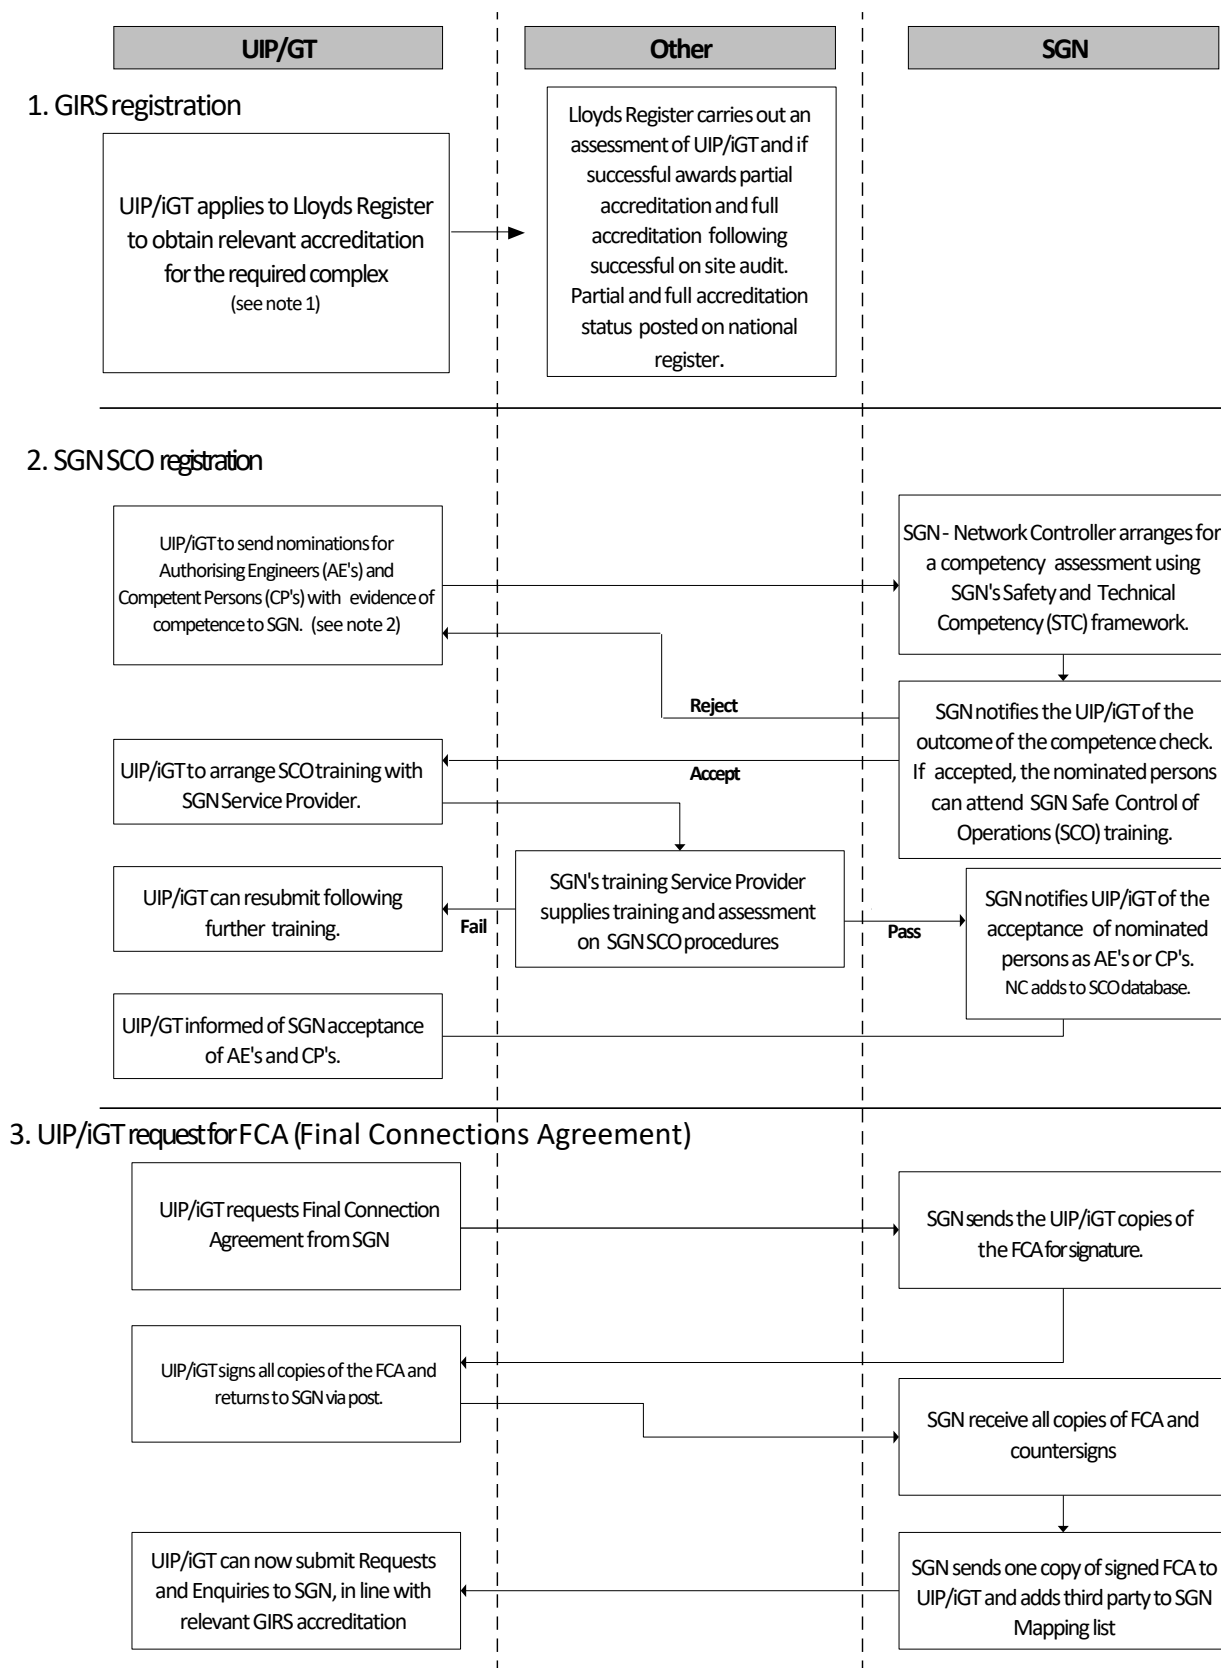 UIP/GT
Other
SGN
1. GIRS registration
UIP/iGT applies to Lloyds Register
to obtain relevant accreditation
for the required complex
(see note 1)
Lloyds Register carries out an
assessment of UIP/iGT and if
successful awards partial
accreditation and full
accreditation following
successful on site audit.
Partial and full accreditation
status posted on national
register.
2. SGN SCO registration
UIP/iGT to send nominations for
Authorising Engineers (AE's) and
Competent Persons (CP's) with evidence of
competence to SGN. (see note 2)
SGN - Network Controller arranges for
a competency assessment using
SGN's Safety and Technical
Competency (STC) framework.
Reject
SGN notifies the UIP/iGT of the
outcome of the competence check.
If accepted, the nominated persons
can attend SGN Safe Control of
Operations (SCO) training.
Accept
UIP/iGT to arrange SCO training with
SGN Service Provider.
SGN's training Service Provider
supplies training and assessment
on SGN SCO procedures
Fail
UIP/iGT can resubmit following
further training.
Pass
SGN notifies UIP/iGT of the
acceptance of nominated
persons as AE's or CP's.
NC adds to SCO database.
UIP/GT informed of SGN acceptance
of AE's and CP's.
3. UIP/iGT request for FCA (Final Connections Agreement)
UIP/iGT requests Final Connection
Agreement from SGN
SGN sends the UIP/iGT copies of
the FCA for signature.
UIP/iGT signs all copies of the FCA and
returns to SGN via post.
SGN receive all copies of FCA and
countersigns
SGN sends one copy of signed FCA to
UIP/iGT and adds third party to SGN
Mapping list
UIP/iGT can now submit Requests
and Enquiries to SGN, in line with
relevant GIRS accreditation